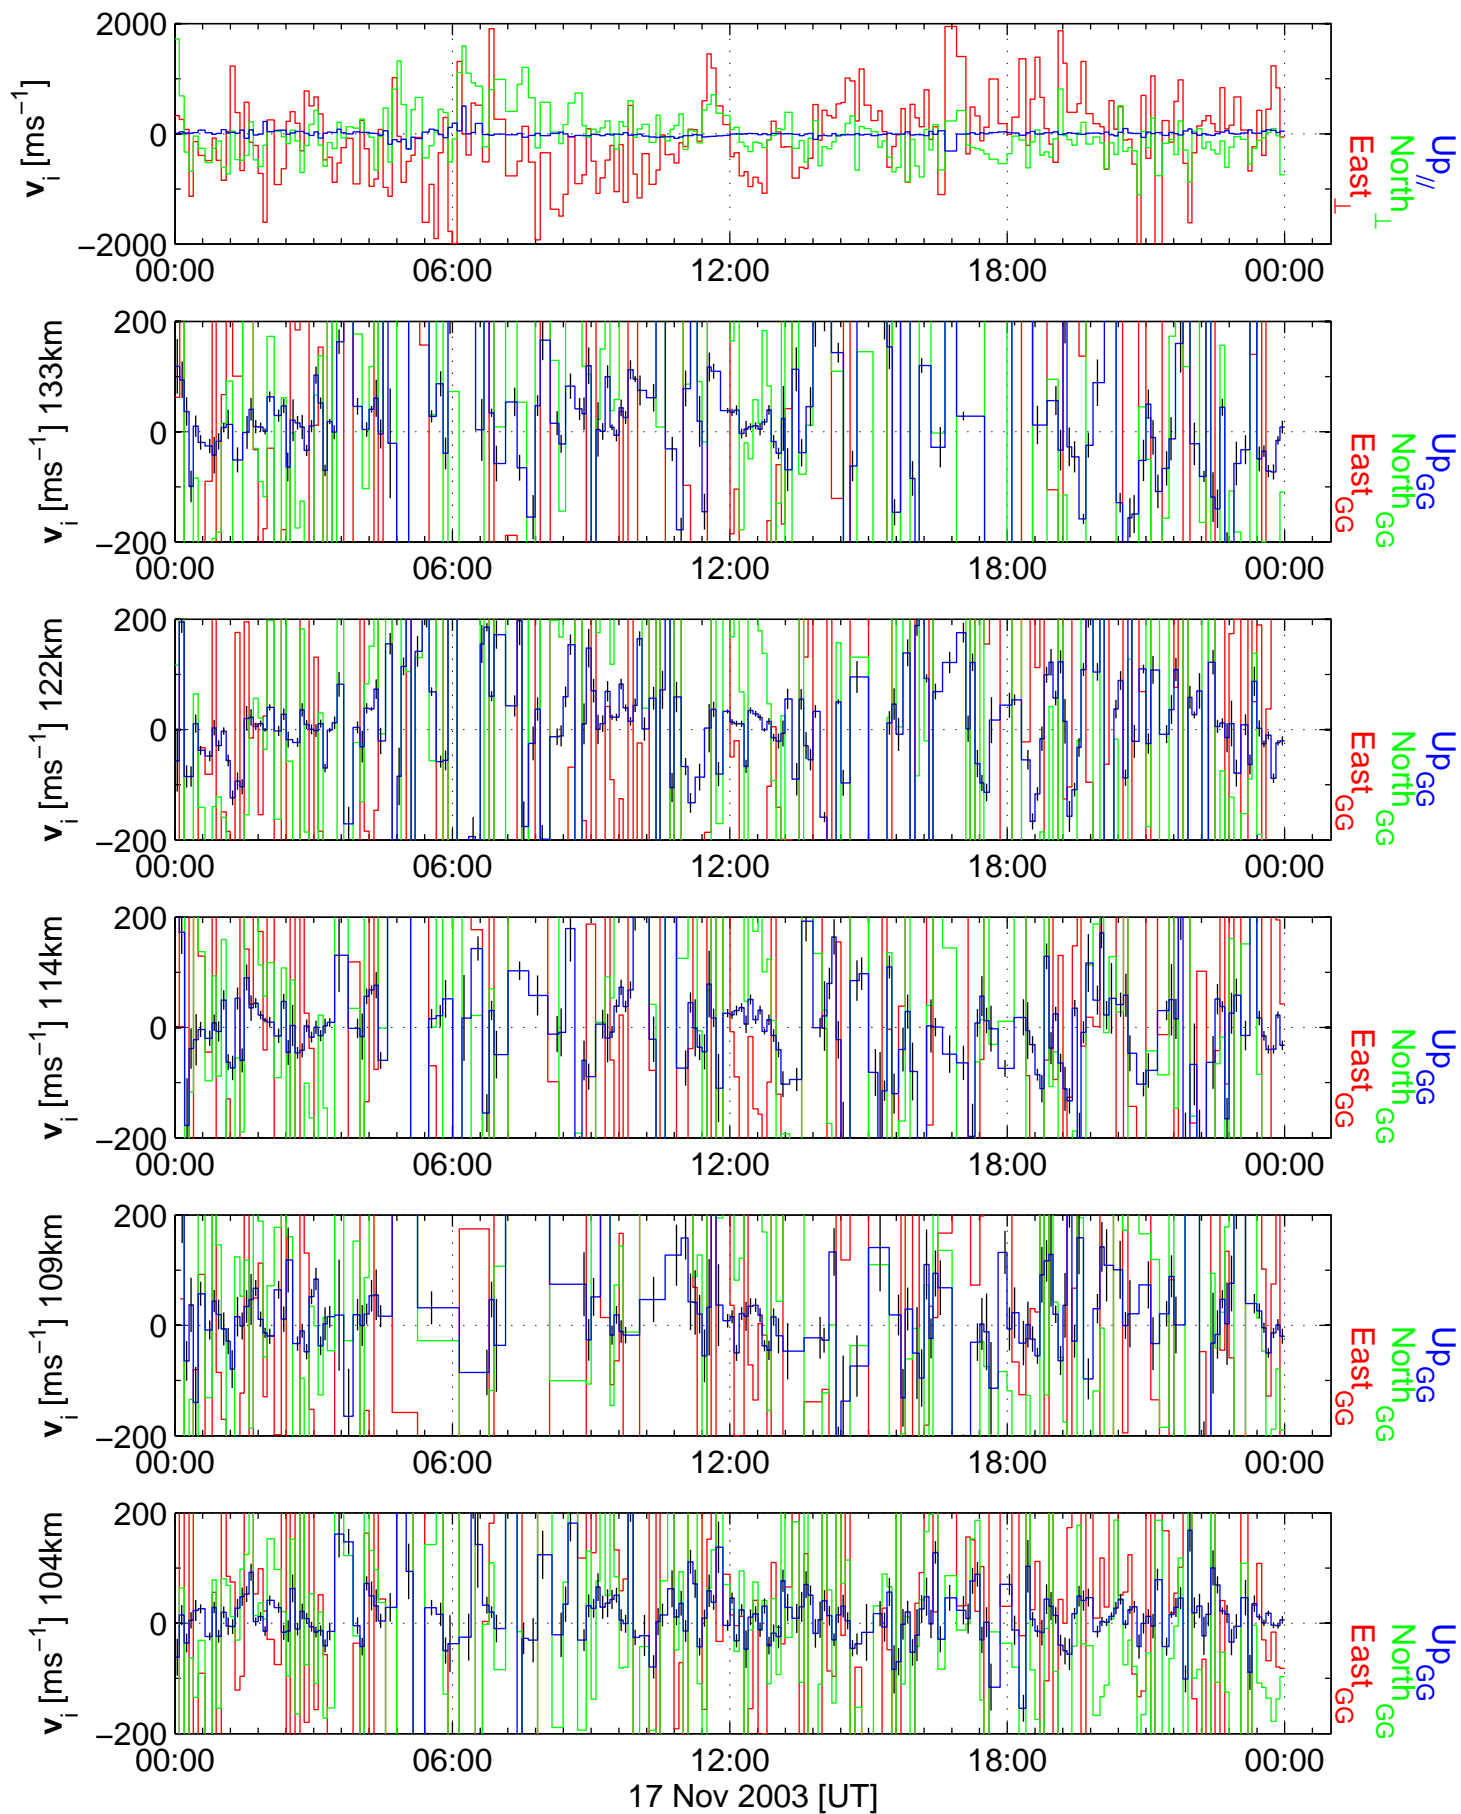 2000
0
−2000
v_i [ms⁻¹]
00:00 06:00 12:00 18:00 00:00
Up_//
North_⊥
East_⊥
200
0
−200
v_i [ms⁻¹] 133km
00:00 06:00 12:00 18:00 00:00
Up_GG
North_GG
East_GG
200
0
−200
v_i [ms⁻¹] 122km
00:00 06:00 12:00 18:00 00:00
Up_GG
North_GG
East_GG
200
0
−200
v_i [ms⁻¹] 114km
00:00 06:00 12:00 18:00 00:00
Up_GG
North_GG
East_GG
200
0
−200
v_i [ms⁻¹] 109km
00:00 06:00 12:00 18:00 00:00
Up_GG
North_GG
East_GG
200
0
−200
v_i [ms⁻¹] 104km
00:00 06:00 12:00 18:00 00:00
Up_GG
North_GG
East_GG
17 Nov 2003 [UT]